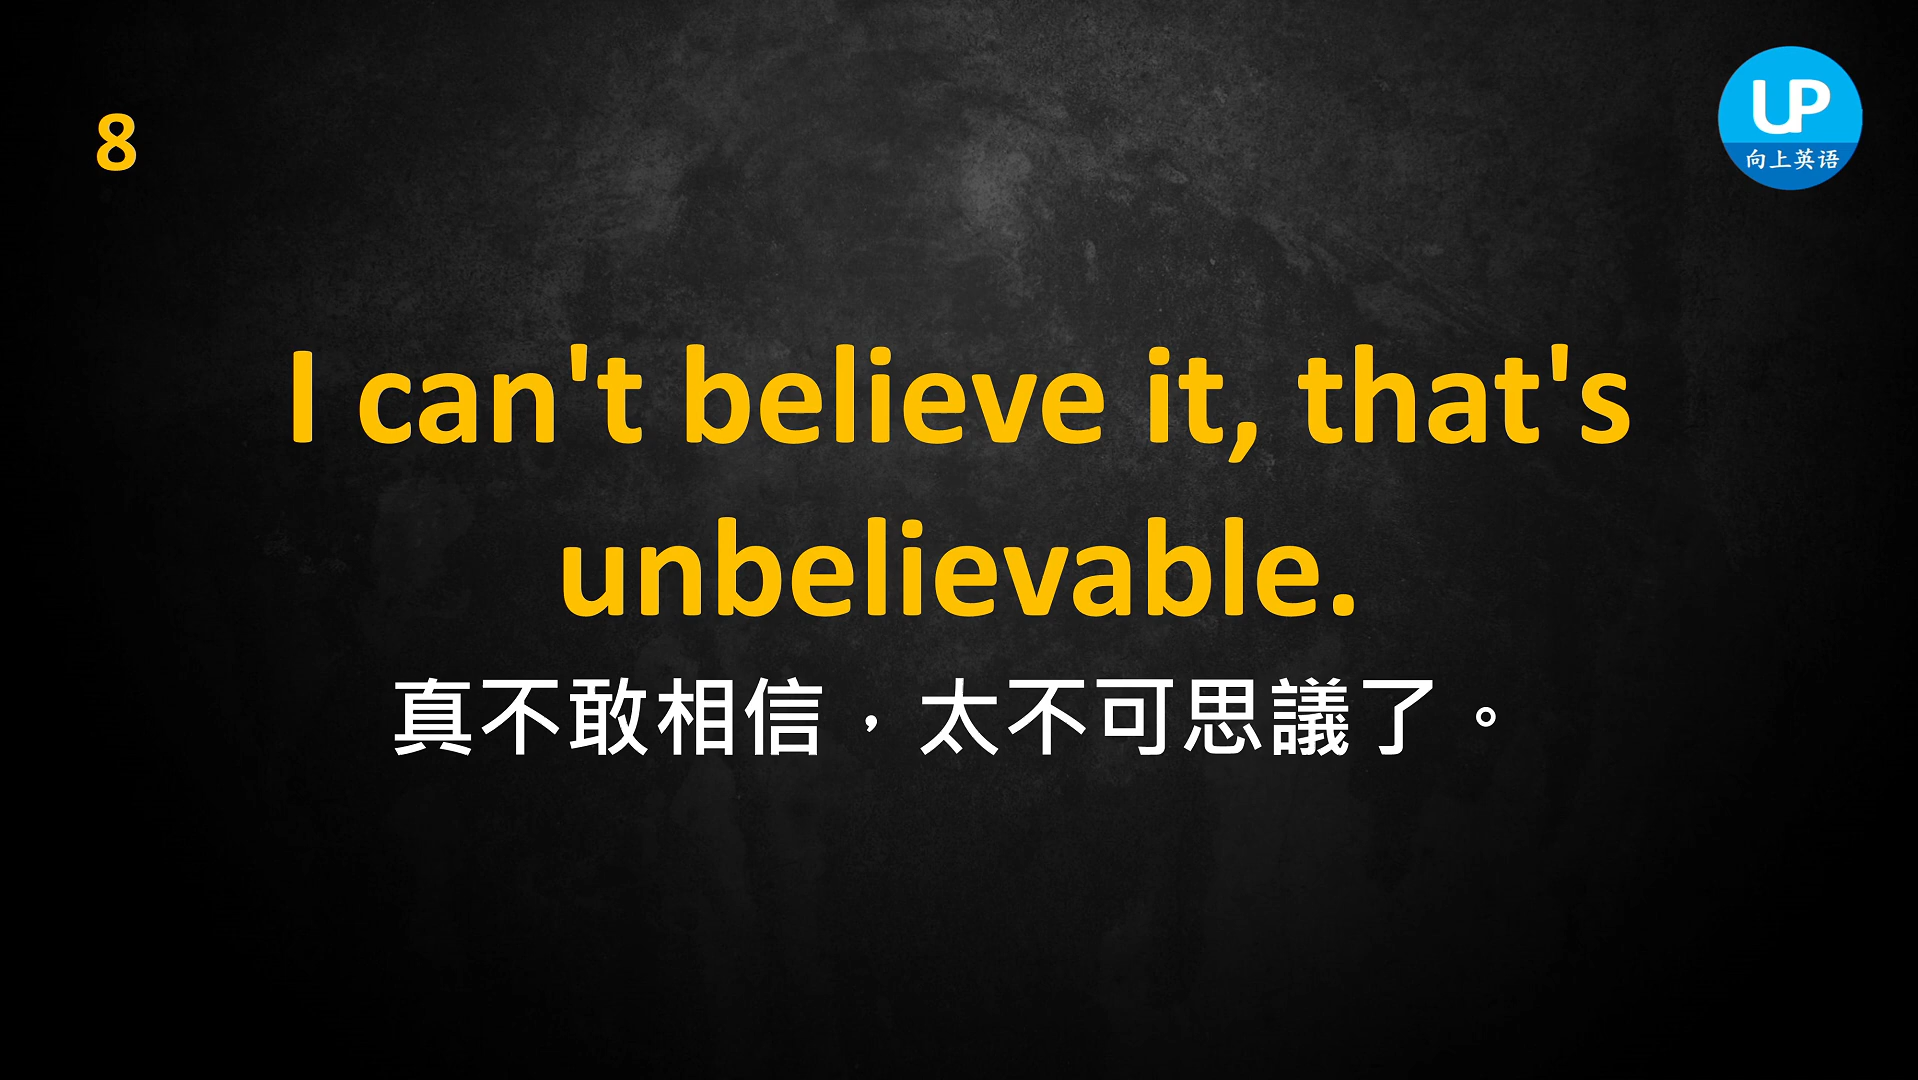 8
UP
向上英语
I can't believe it, that's
unbelievable.
真不敢相信，太不可思議了。